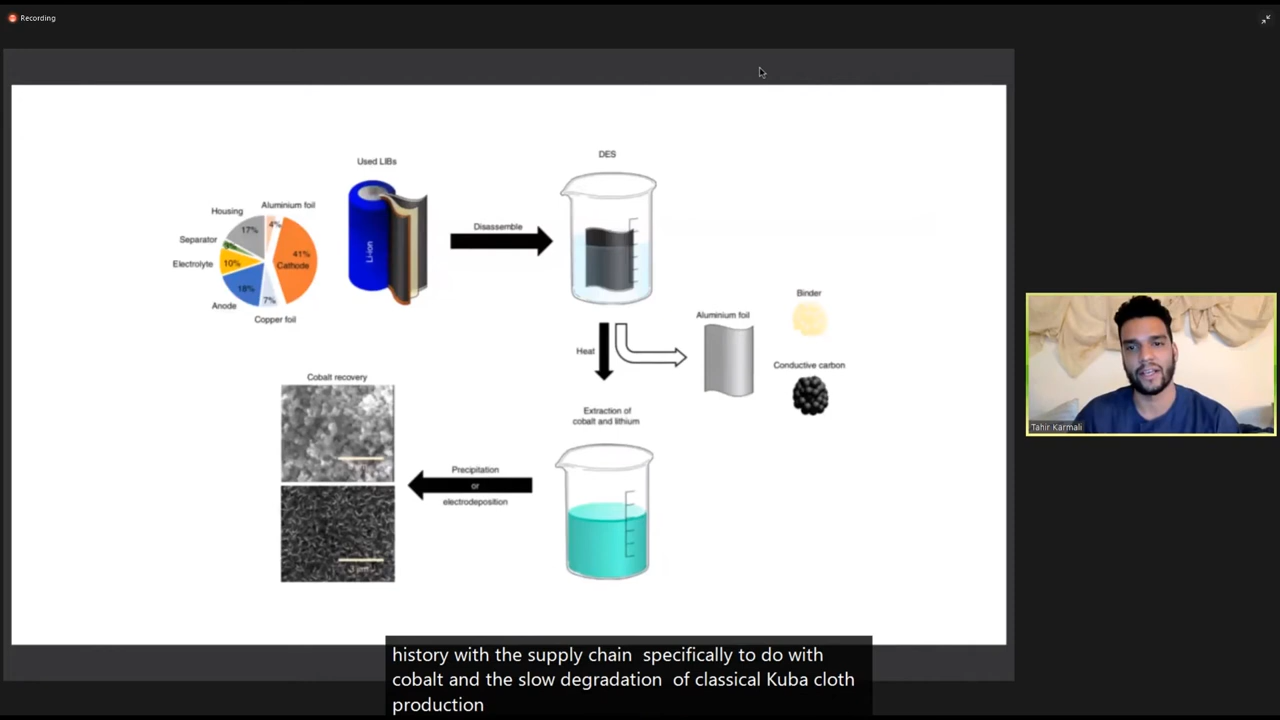 Recording
Used LIBs
DES
Housing
Aluminium foil
17%
4%
Separator
41%
Cathode
Electrolyte
10%
18%
Anode
7%
Copper foil
Li-ion
Disassemble
Heat
Aluminium foil
Binder
Conductive carbon
Extraction of
cobalt and lithium
Cobalt recovery
Precipitation
or
electrodeposition
Tahir Karmali
history with the supply chain specifically to do with
cobalt and the slow degradation of classical Kuba cloth
production